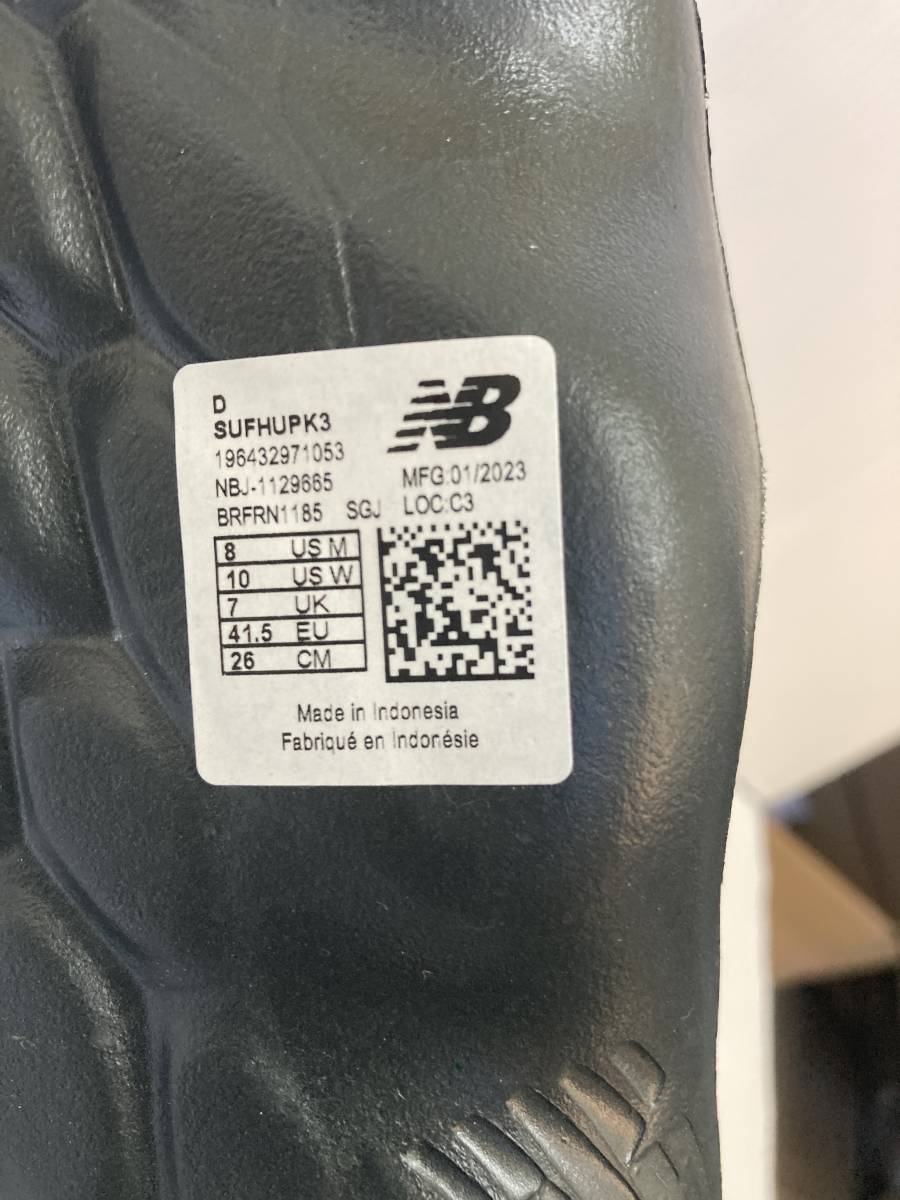 D
SUFHUPK3
196432971053
NBJ-1129665
BRFRN1185 SGJ
NB
MFG:01/2023
LOC:C3
8 US M
10 US W
7 UK
41.5 EU
26 CM
Made in Indonesia
Fabriqué en Indonésie